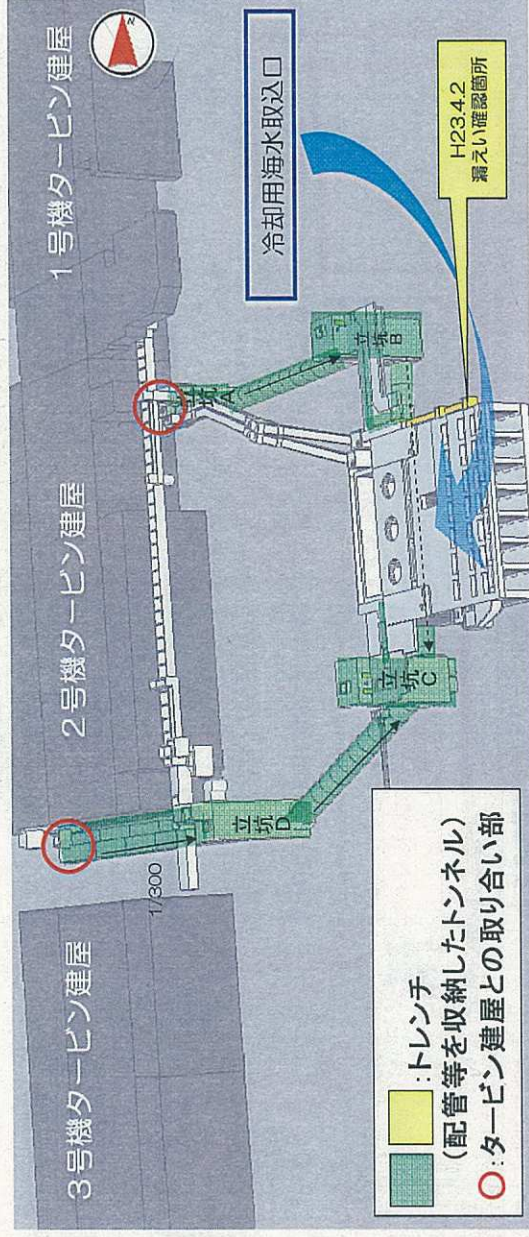 3号機タービン建屋
2号機タービン建屋
1号機タービン建屋
N
1/300
立坑D
立坑C
立坑A
立坑B
冷却用海水取込口
H23.4.2
漏えい確認箇所
:トレンチ
(配管等を収納したトンネル)
○:タービン建屋との取り合い部